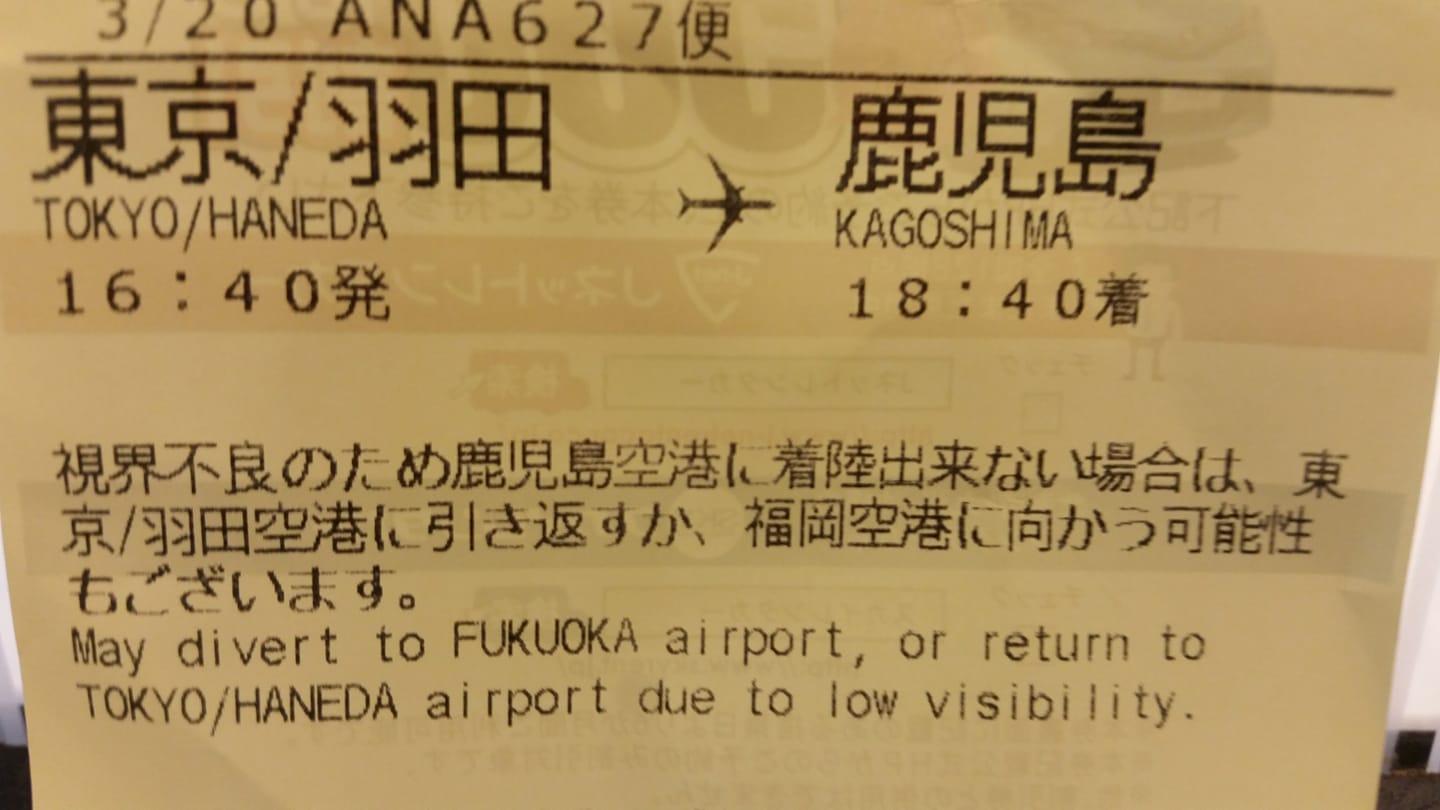 3/20 ANA627便
東京/羽田
鹿児島
TOKYO/HANEDA
KAGOSHIMA
16:40発
18:40着
視界不良のため鹿児島空港に着陸出来ない場合は、東
京/羽田空港に引き返すか、福岡空港に向かう可能性
もございます。
May divert to FUKUOKA airport, or return to
TOKYO/HANEDA airport due to low visibility.